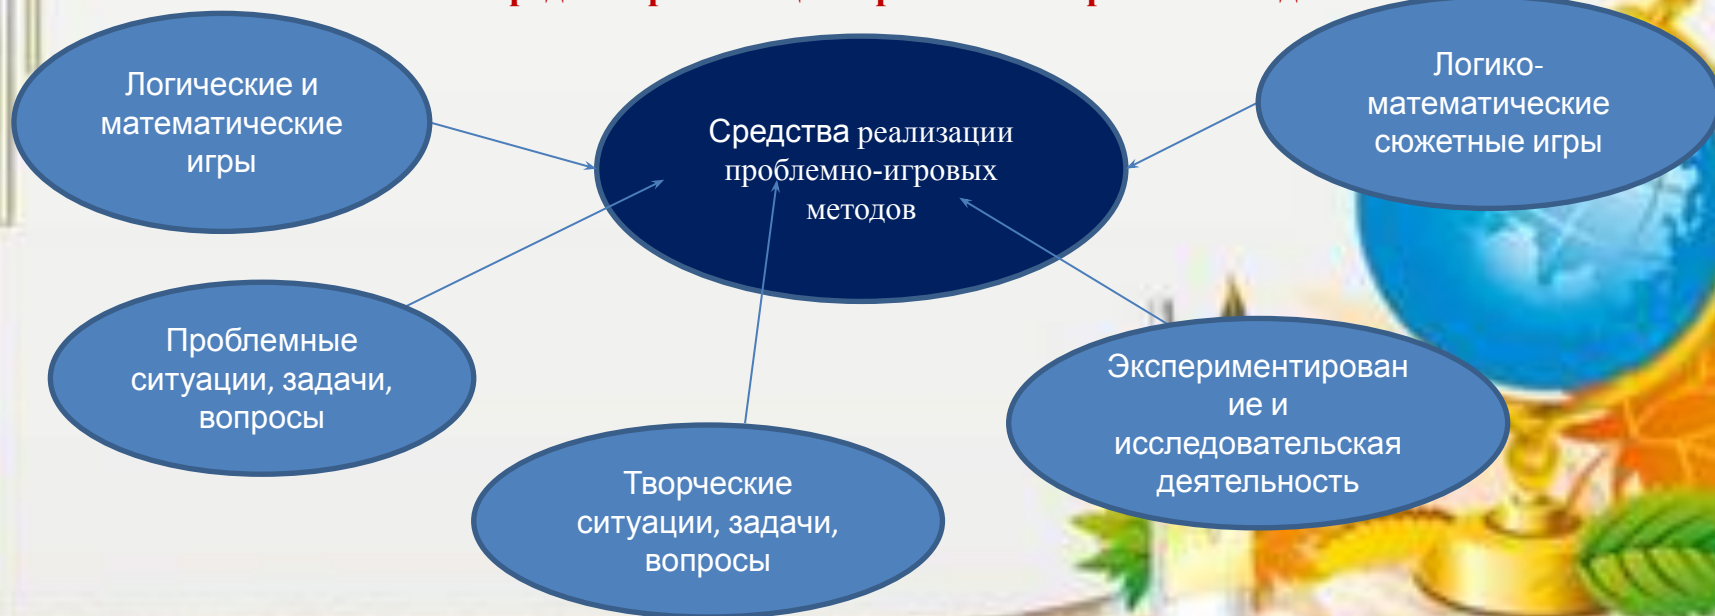 Логические и
математические
игры
Средства реализации
проблемно-игровых
методов
Логико-
математические
сюжетные игры
Проблемные
ситуации, задачи,
вопросы
Творческие
ситуации, задачи,
вопросы
Экспериментирован
ие и
исследовательская
деятельность